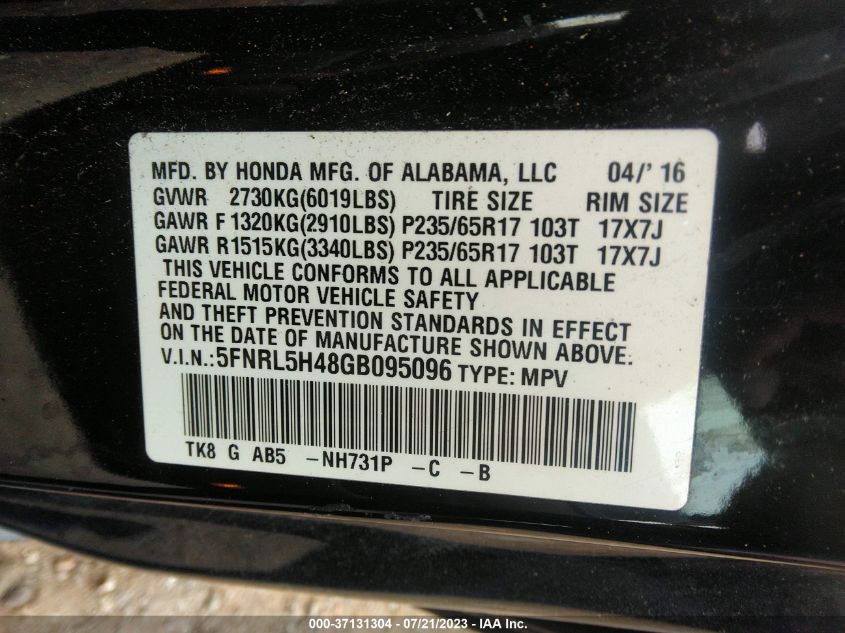 MFD. BY HONDA MFG. OF ALABAMA, LLC 04/' 16
GVWR 2730KG(6019LBS) TIRE SIZE RIM SIZE
GAWR F 1320KG(2910LBS) P235/65R17 103T 17X7J
GAWR R1515KG(3340LBS) P235/65R17 103T 17X7J
THIS VEHICLE CONFORMS TO ALL APPLICABLE
FEDERAL MOTOR VEHICLE SAFETY
AND THEFT PREVENTION STANDARDS IN EFFECT
ON THE DATE OF MANUFACTURE SHOWN ABOVE.
V.I.N.: 5FNRL5H48GB095096 TYPE: MPV
TK8 G AB5 -NH731P -C -B
000-37131304 / 07/21/2023 / ©IAA Inc.